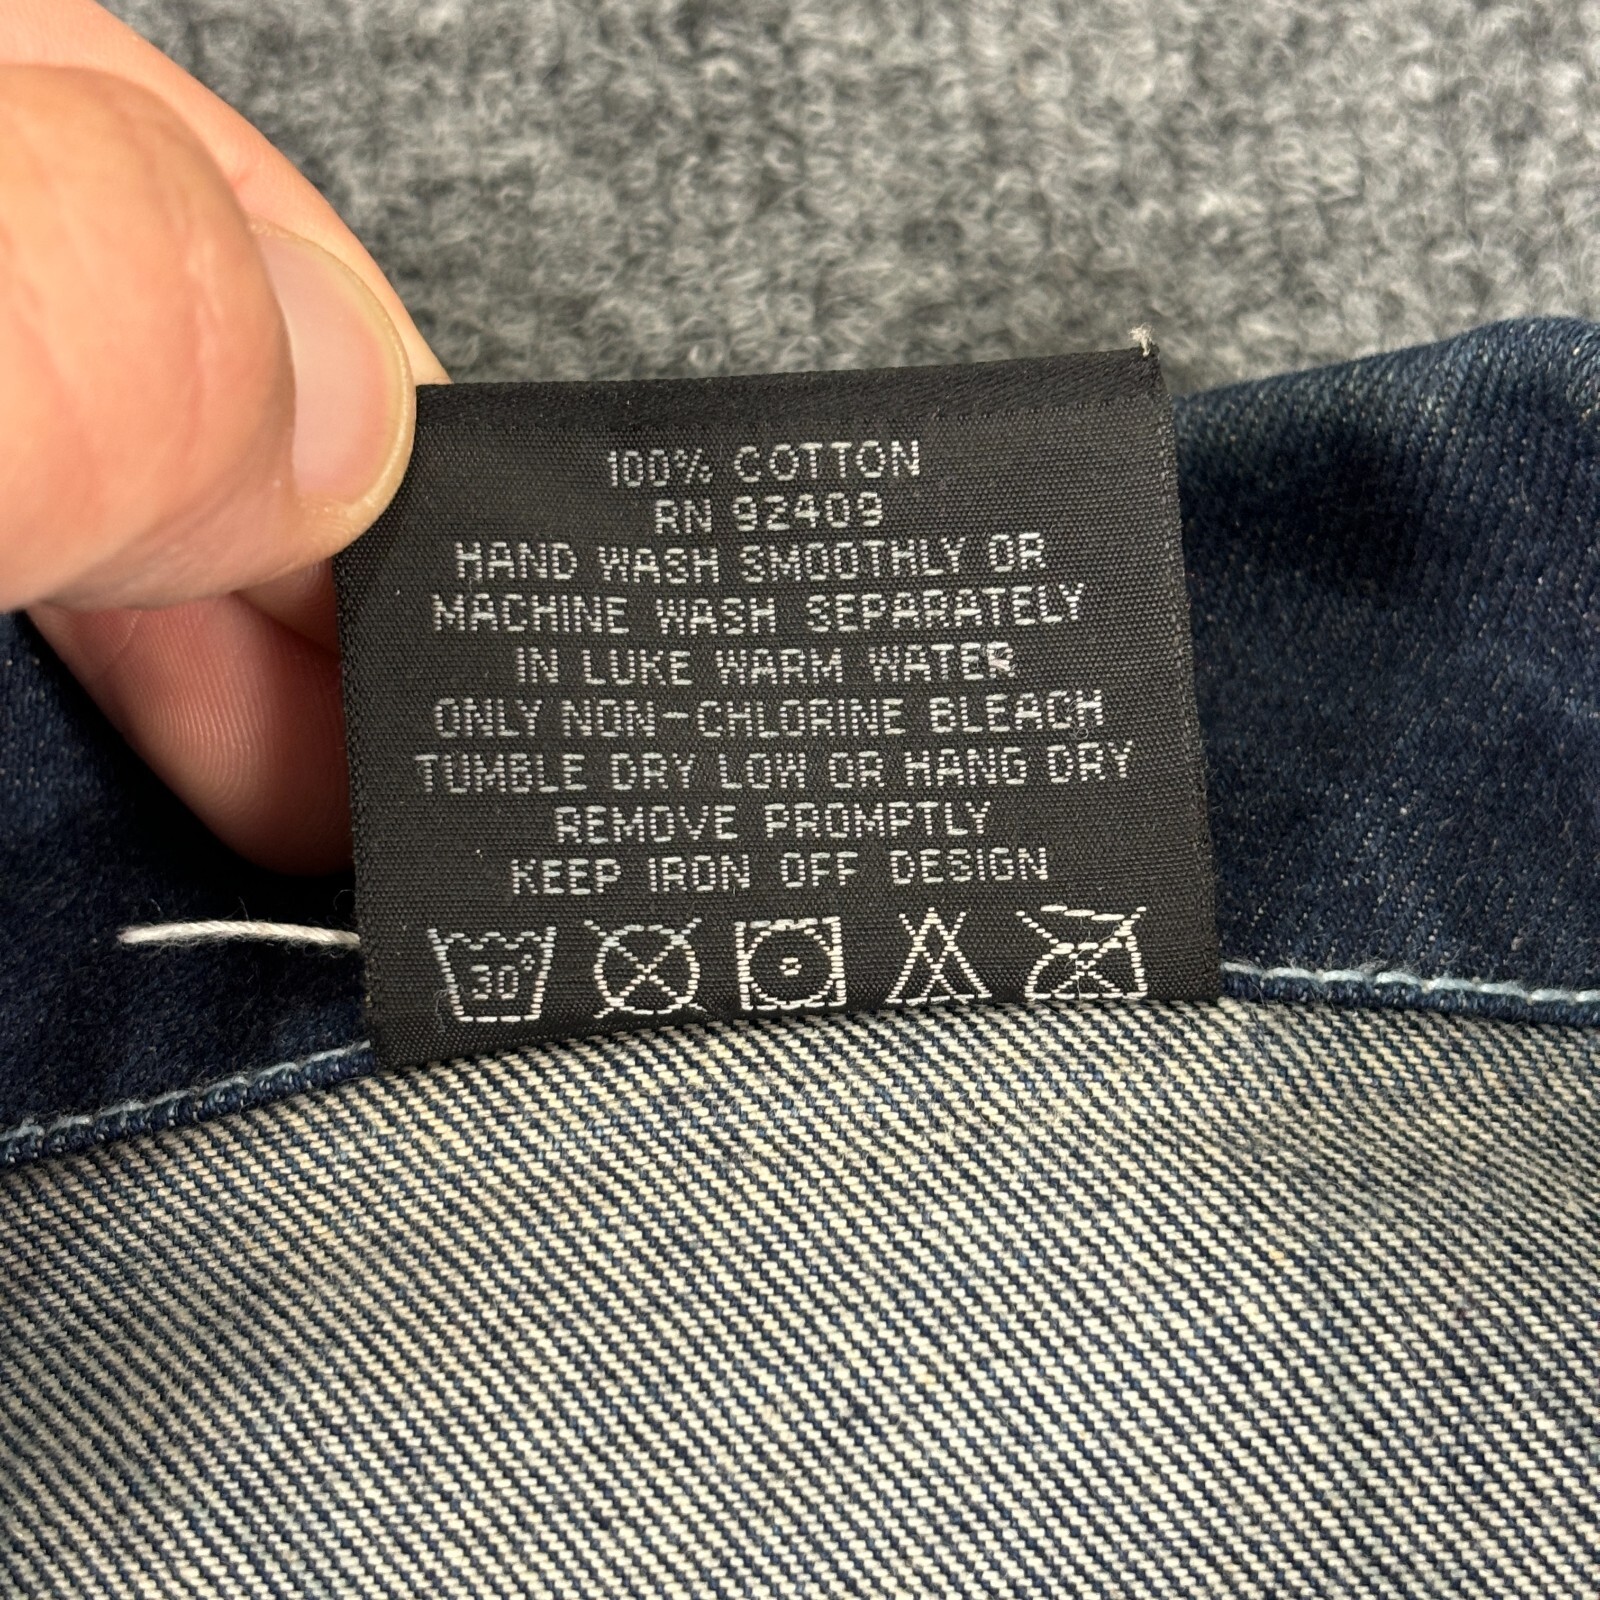 100% COTTON
RN 92409
HAND WASH SMOOTHLY OR
MACHINE WASH SEPARATELY
IN LUKE WARM WATER
ONLY NON-CHLORINE BLEACH
TUMBLE DRY LOW OR HANG DRY
REMOVE PROMPTLY
KEEP IRON OFF DESIGN
30°